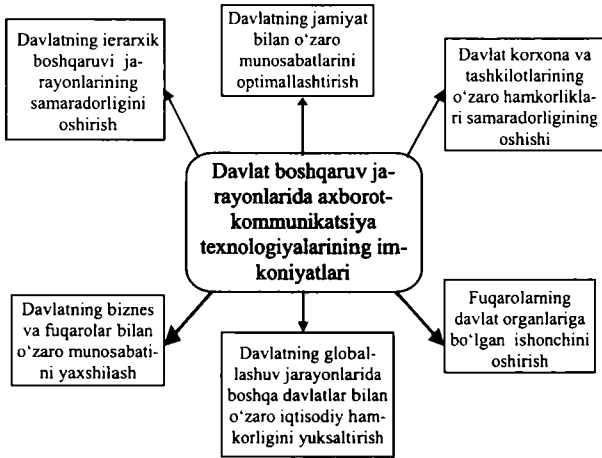 Davlatning ierarxik
boshqaruvi ja-
rayonlarining
samaradorligini
oshirish
Davlatning jamiyat
bilan o‘zaro
munosabatlarini
optimallashtirish
Davlat korxona va
tashkilotlarining
o‘zaro hamkorlikla-
ri samaradorligining
oshishi
Davlat boshqaruv ja-
rayonlarida axborot-
kommunikatsiya
texnologiyalarining im-
koniyatlari
Davlatning biznes
va fuqarolar bilan
o‘zaro munosabati-
ni yaxshilash
Davlatning global-
lashuv jarayonlarida
boshqa davlatlar bilan
o‘zaro iqtisodiy ham-
korligini yuksaltirish
Fuqarolarning
davlat organlariga
bo‘lgan ishonchini
oshirish